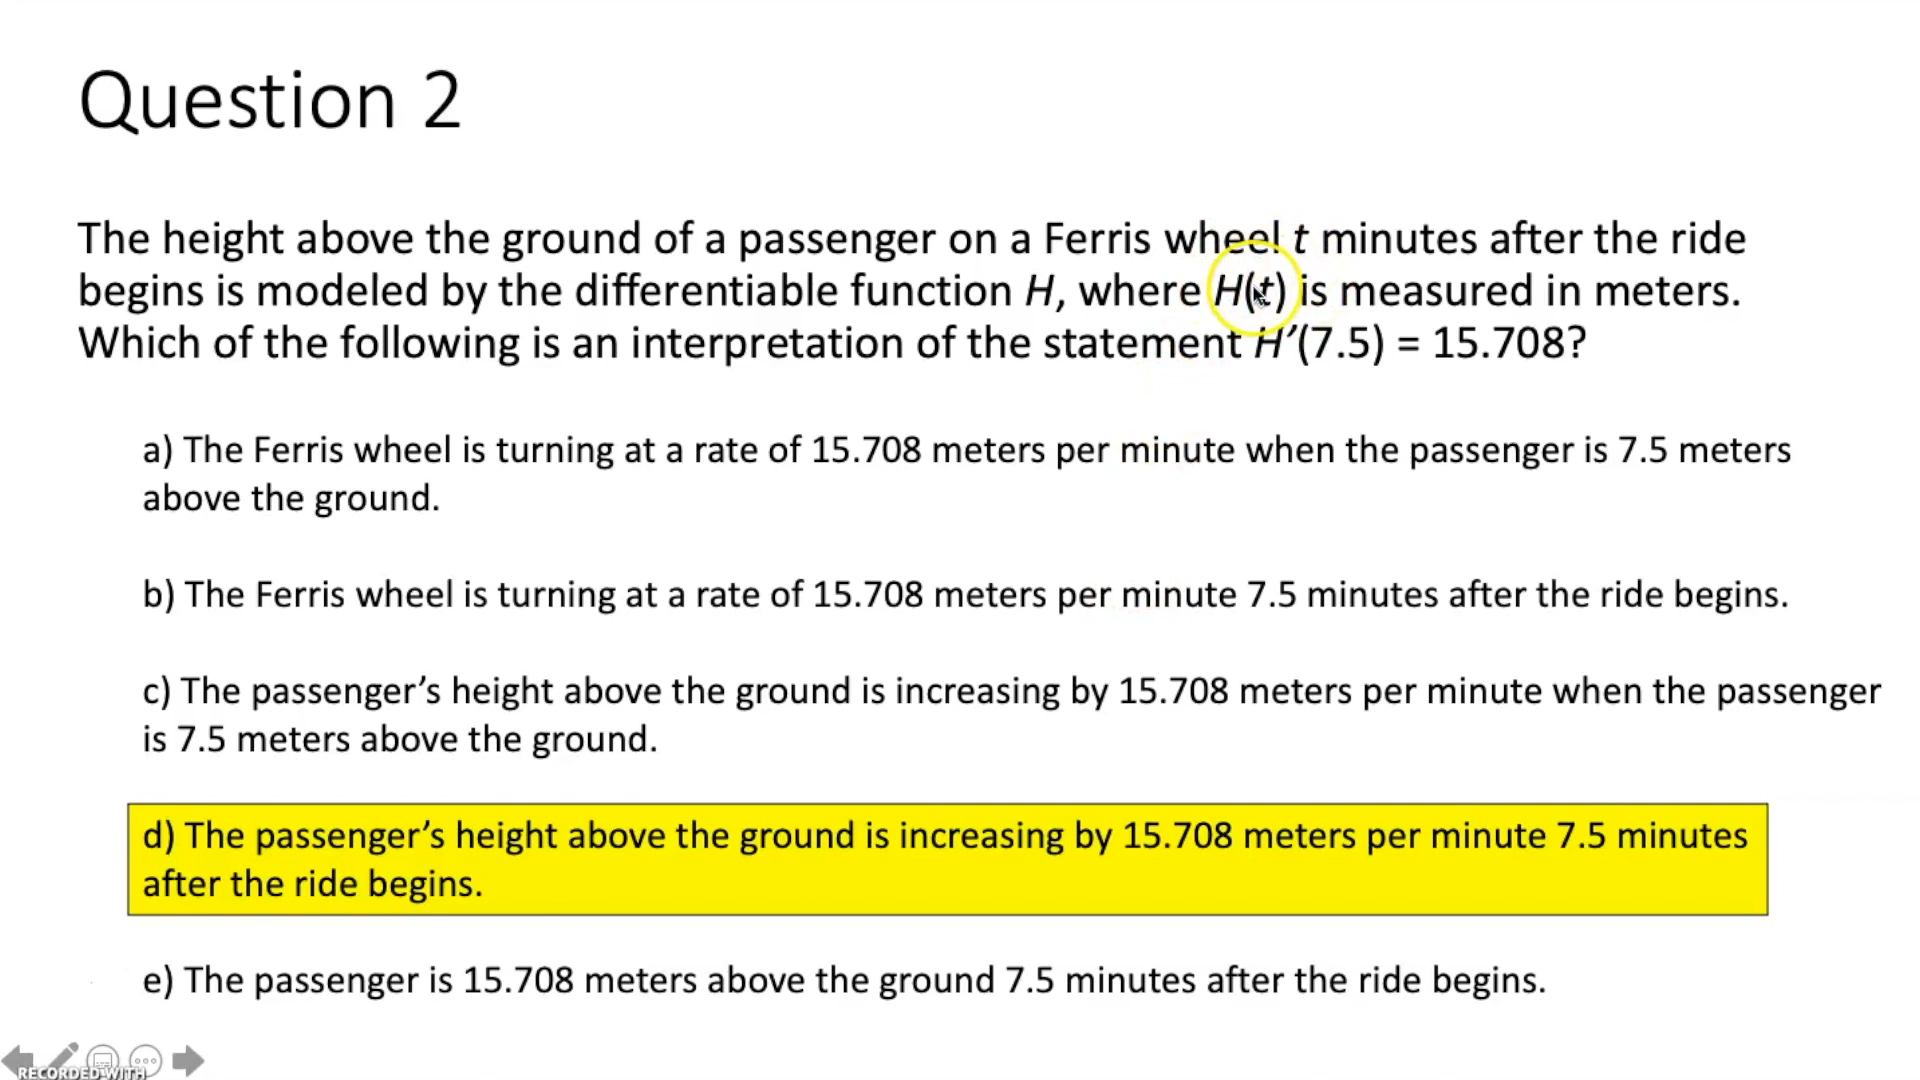 Question 2
The height above the ground of a passenger on a Ferris wheel t minutes after the ride
begins is modeled by the differentiable function H, where H(t) is measured in meters.
Which of the following is an interpretation of the statement H’(7.5) = 15.708?
a) The Ferris wheel is turning at a rate of 15.708 meters per minute when the passenger is 7.5 meters
above the ground.
b) The Ferris wheel is turning at a rate of 15.708 meters per minute 7.5 minutes after the ride begins.
c) The passenger’s height above the ground is increasing by 15.708 meters per minute when the passenger
is 7.5 meters above the ground.
d) The passenger’s height above the ground is increasing by 15.708 meters per minute 7.5 minutes
after the ride begins.
e) The passenger is 15.708 meters above the ground 7.5 minutes after the ride begins.
RECORDED WITH